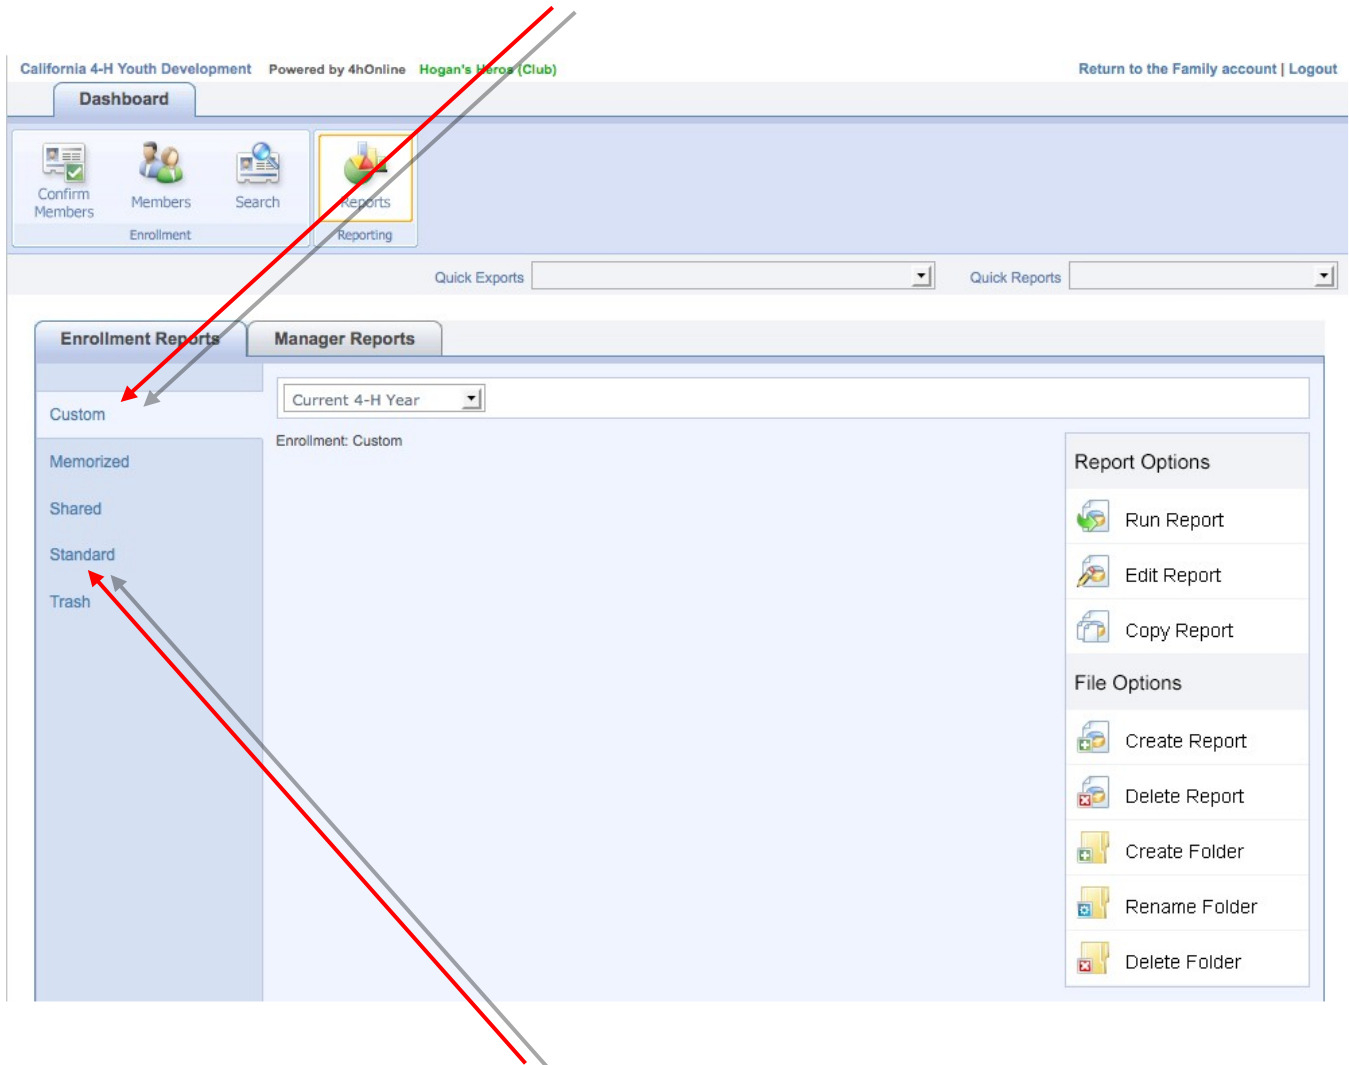 California 4-H Youth Development Powered by 4hOnline Hogan's Heros (Club) Return to the Family account | Logout
Dashboard
Confirm
Members
Members
Search
Reports
Enrollment
Reporting
Quick Exports
Quick Reports
Enrollment Reports
Manager Reports
Current 4-H Year
Custom
Enrollment: Custom
Memorized
Shared
Standard
Trash
Report Options
Run Report
Edit Report
Copy Report
File Options
Create Report
Delete Report
Create Folder
Rename Folder
Delete Folder